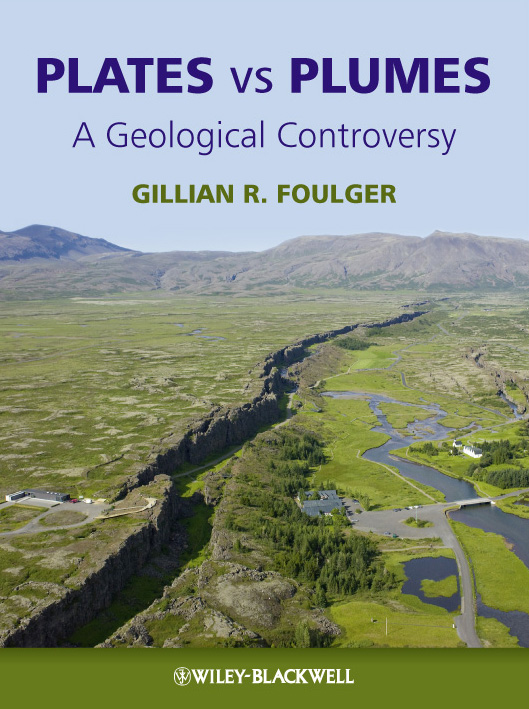 PLATES vs PLUMES
A Geological Controversy
GILLIAN R. FOULGER
WILEY-BLACKWELL